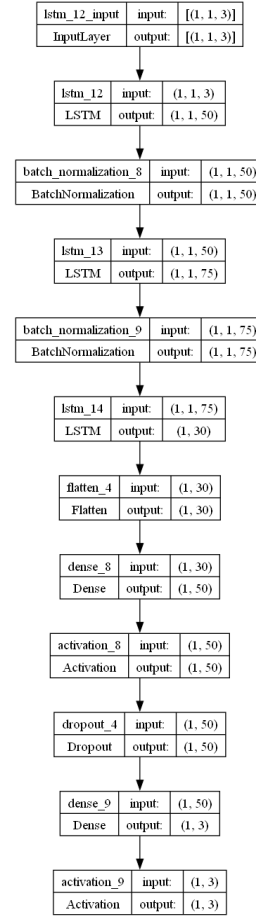 lstm_12_input input: [(1, 1, 3)]
InputLayer output: [(1, 1, 3)]
lstm_12 input: (1, 1, 3)
LSTM output: (1, 1, 50)
batch_normalization_8 input: (1, 1, 50)
BatchNormalization output: (1, 1, 50)
lstm_13 input: (1, 1, 50)
LSTM output: (1, 1, 75)
batch_normalization_9 input: (1, 1, 75)
BatchNormalization output: (1, 1, 75)
lstm_14 input: (1, 1, 75)
LSTM output: (1, 30)
flatten_4 input: (1, 30)
Flatten output: (1, 30)
dense_8 input: (1, 30)
Dense output: (1, 50)
activation_8 input: (1, 50)
Activation output: (1, 50)
dropout_4 input: (1, 50)
Dropout output: (1, 50)
dense_9 input: (1, 50)
Dense output: (1, 3)
activation_9 input: (1, 3)
Activation output: (1, 3)